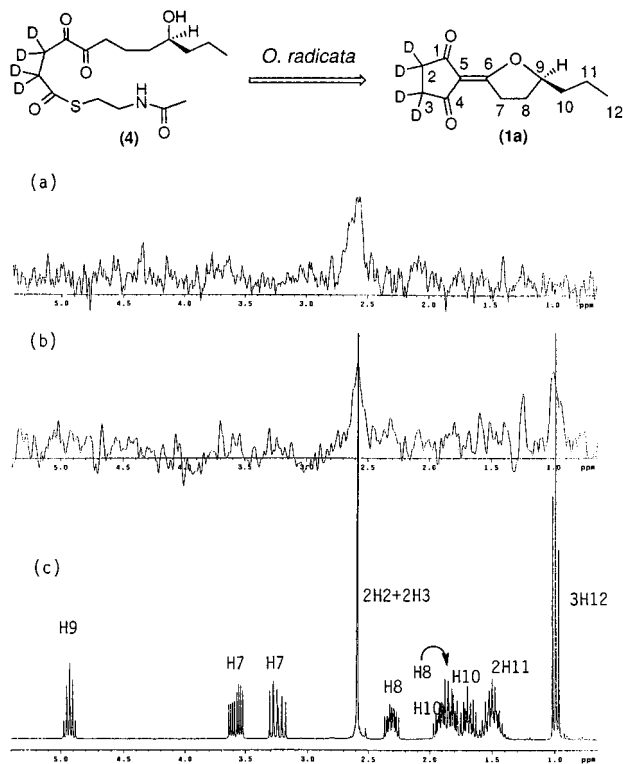 OH
O
H
D
D
D
D
O
O
S
H
N
O
(4)
O. radicata
O
D
D
D
D
O
O
H
1
2
3
4
5
6
7
8
9
10
11
12
(1a)
(a)
5.0 4.5 4.0 3.5 3.0 2.5 2.0 1.5 1.0 ppm
(b)
5.0 4.5 4.0 3.5 3.0 2.5 2.0 1.5 1.0 ppm
(c)
H9
H7
H7
2H2+2H3
H8
H8
H10
H10
2H11
3H12
5.0 4.5 4.0 3.5 3.0 2.5 2.0 1.5 1.0 ppm